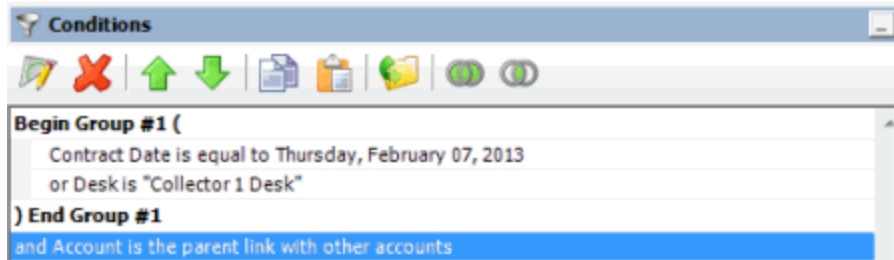 Conditions
Begin Group #1 (
Contract Date is equal to Thursday, February 07, 2013
or Desk is "Collector 1 Desk"
) End Group #1
and Account is the parent link with other accounts